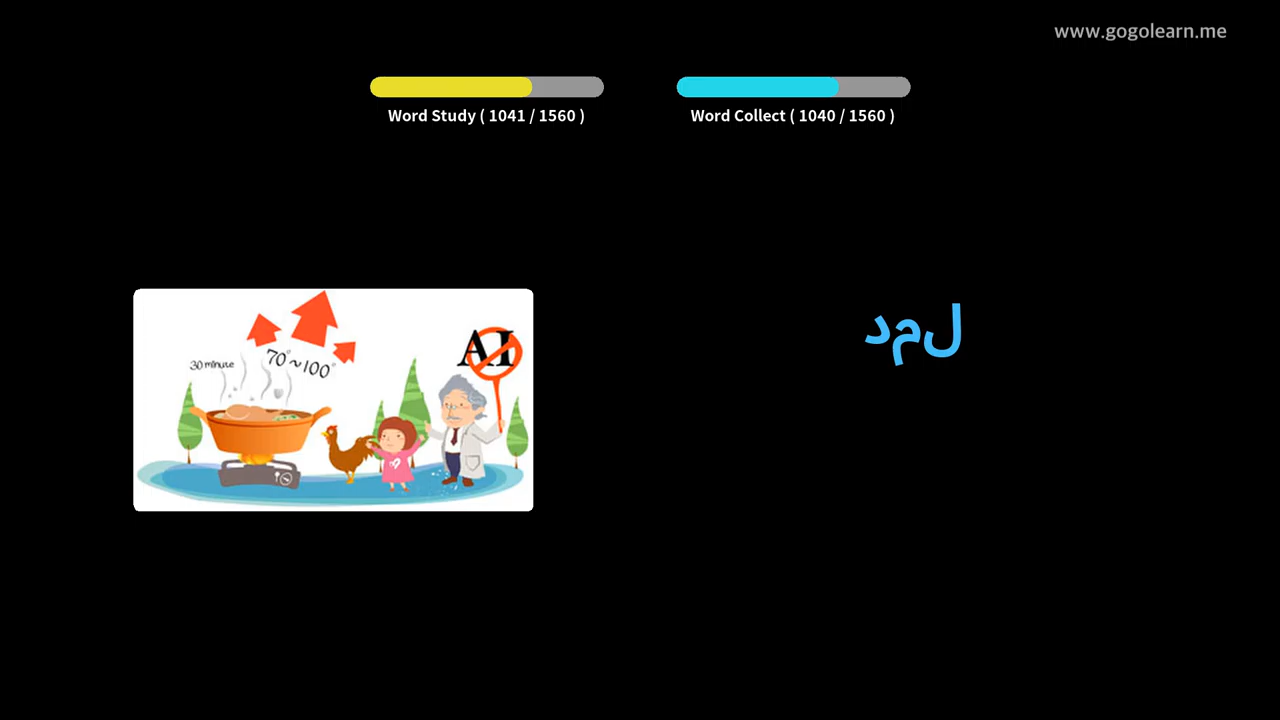 www.gogolearn.me
Word Study ( 1041 / 1560 )
Word Collect ( 1040 / 1560 )
30 minute
70°~100°
AI
دمل